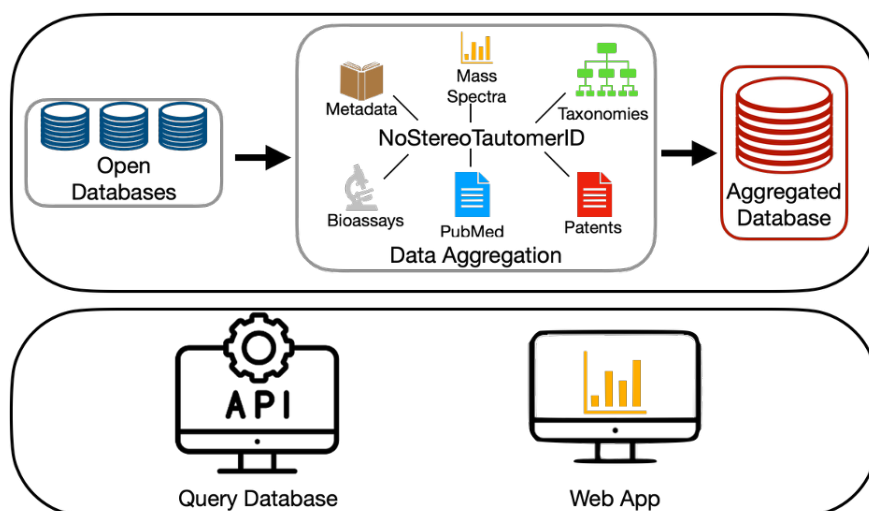 Open
Databases
Metadata
Mass
Spectra
Taxonomies
NoStereoTautomerID
Bioassays
PubMed
Patents
Data Aggregation
Aggregated
Database
API
Query Database
Web App